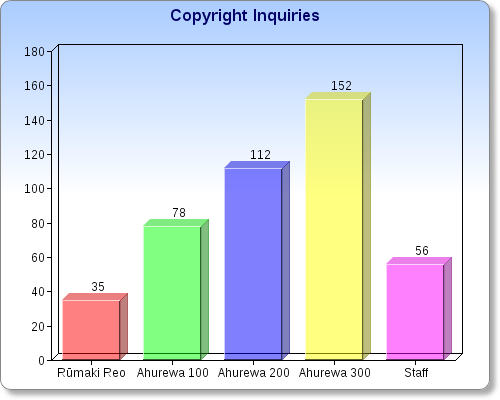 Copyright Inquiries
180
160
140
120
100
80
60
40
20
0
35
78
112
152
56
Rūmaki Reo
Ahurewa 100
Ahurewa 200
Ahurewa 300
Staff